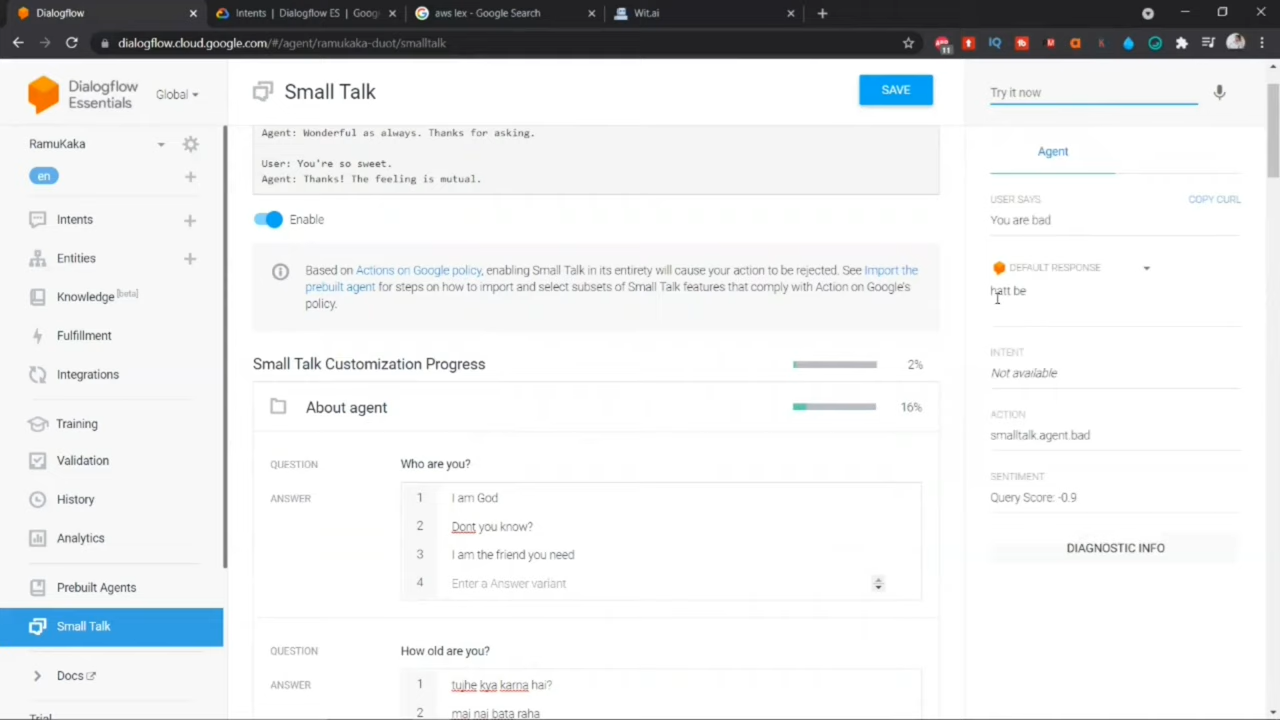 Dialogflow
Intents | Dialogflow ES | Goog
aws lex - Google Search
Wit.ai
dialogflow.cloud.google.com/#/agent/ramukaka-duot/smalltalk
11
Dialogflow
Essentials
Global
Small Talk
SAVE
Try it now
RamuKaka
en
Intents
Entities
Knowledge [beta]
Fulfillment
Integrations
Training
Validation
History
Analytics
Prebuilt Agents
Small Talk
Docs
Trial
Agent: Wonderful as always. Thanks for asking.
User: You're so sweet.
Agent: Thanks! The feeling is mutual.
Enable
Based on Actions on Google policy, enabling Small Talk in its entirety will cause your action to be rejected. See Import the
prebuilt agent for steps on how to import and select subsets of Small Talk features that comply with Action on Google's
policy.
Small Talk Customization Progress
2%
About agent
16%
QUESTION
Who are you?
ANSWER
1 I am God
2 Dont you know?
3 I am the friend you need
4 Enter a Answer variant
QUESTION
How old are you?
ANSWER
1 tujhe kya karna hai?
2 mai nai bata raha
Agent
USER SAYS
COPY CURL
You are bad
DEFAULT RESPONSE
hatt be
INTENT
Not available
ACTION
smalltalk.agent.bad
SENTIMENT
Query Score: -0.9
DIAGNOSTIC INFO